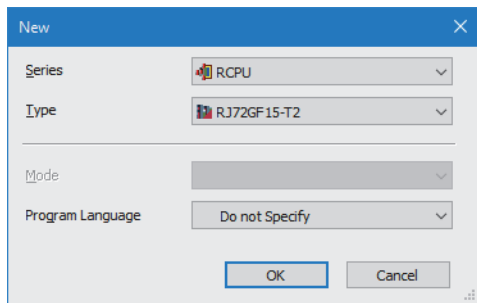 New
Series RCPU
Type RJ72GF15-T2
Mode
Program Language Do not Specify
OK Cancel